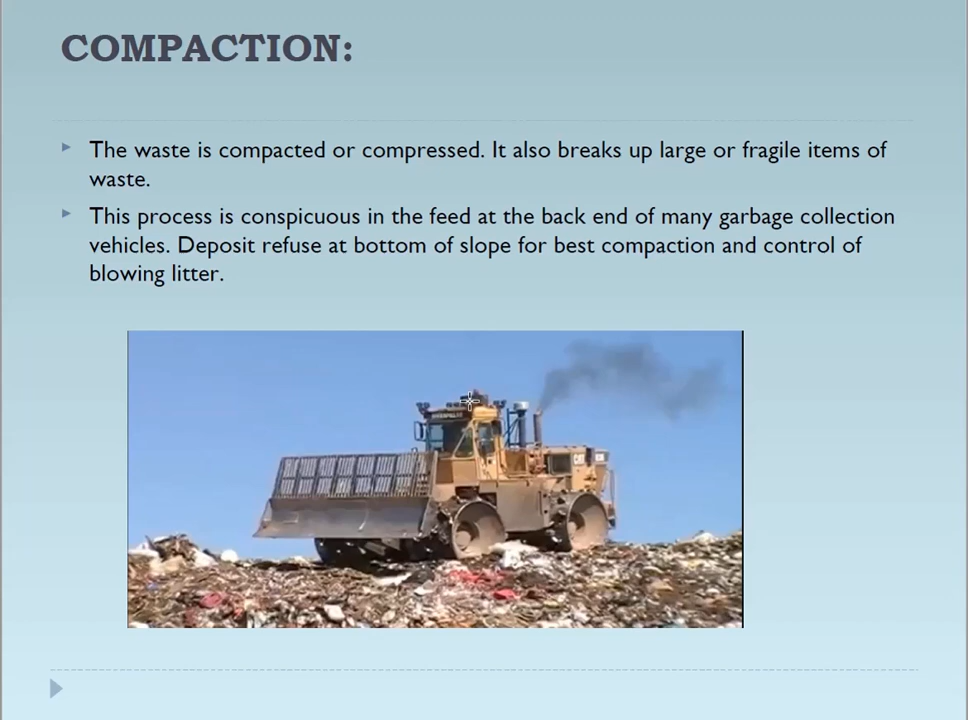 COMPACTION:
The waste is compacted or compressed. It also breaks up large or fragile items of
waste.
This process is conspicuous in the feed at the back end of many garbage collection
vehicles. Deposit refuse at bottom of slope for best compaction and control of
blowing litter.
CAT